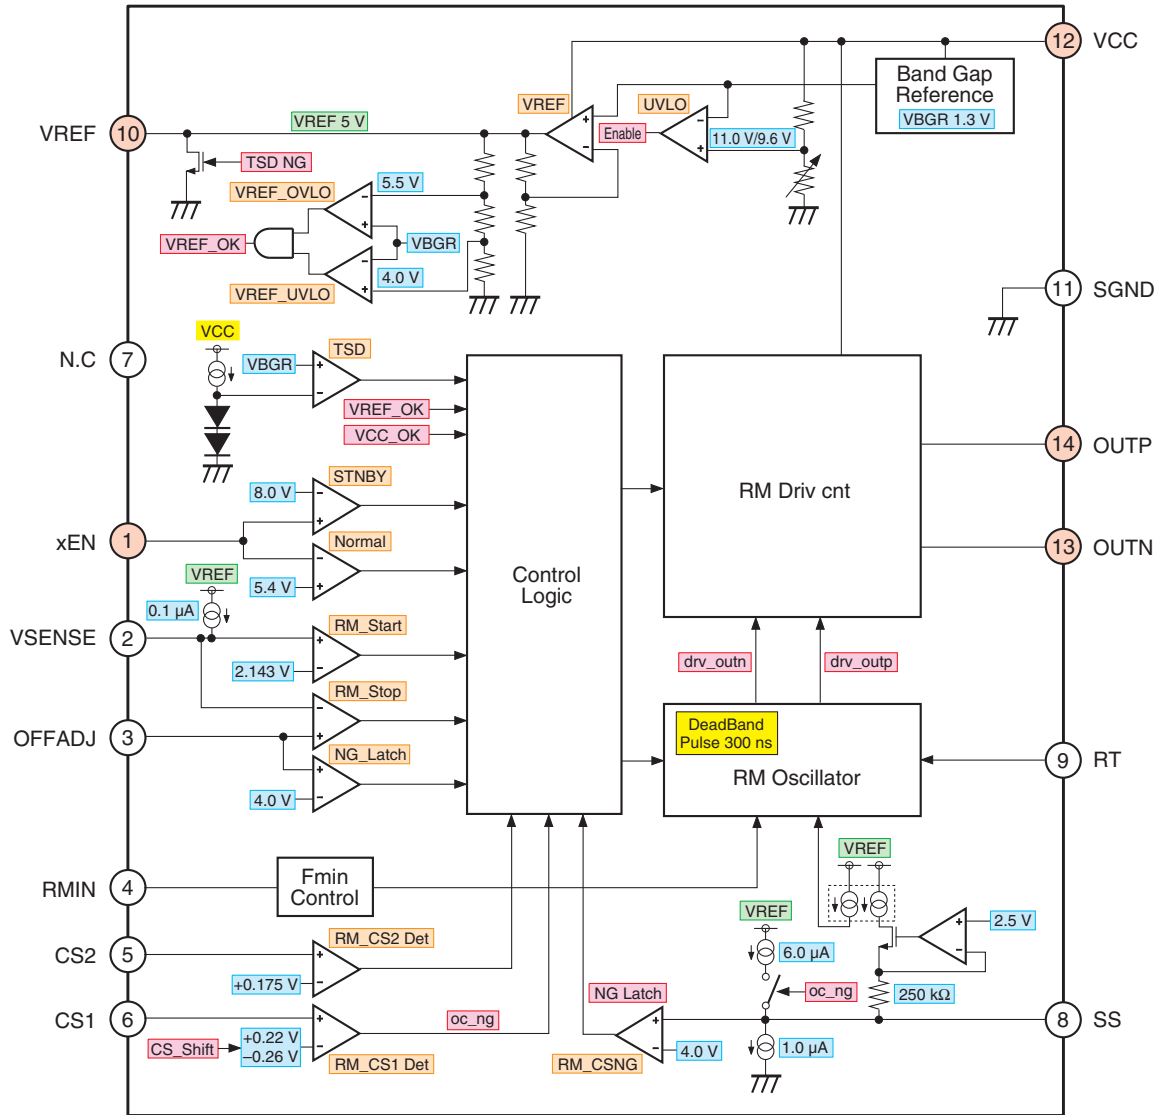 12 VCC
Band Gap
Reference
VBGR 1.3 V
VREF
UVLO
+
–
–
+
Enable
11.0 V/9.6 V
VREF 10
VREF 5 V
TSD NG
VREF_OVLO
5.5 V
–
+
VREF_OK
VBGR
–
+
4.0 V
VREF_UVLO
11 SGND
N.C 7
VCC
TSD
VBGR
+
–
VREF_OK
VCC_OK
STNBY
8.0 V
–
+
xEN 1
Normal
–
+
5.4 V
VREF
0.1 µA
VSENSE 2
RM_Start
+
–
2.143 V
RM_Stop
–
+
OFFADJ 3
NG_Latch
+
–
4.0 V
Control
Logic
RM Driv cnt
14 OUTP
13 OUTN
drv_outn
drv_outp
DeadBand
Pulse 300 ns
RM Oscillator
9 RT
RMIN 4
Fmin
Control
VREF
VREF
+
–
2.5 V
CS2 5
RM_CS2 Det
+
–
+0.175 V
6.0 µA
oc_ng
250 kΩ
CS1 6
+
–
oc_ng
CS_Shift
+0.22 V
–0.26 V
RM_CS1 Det
NG Latch
+
–
4.0 V
RM_CSNG
1.0 µA
8 SS